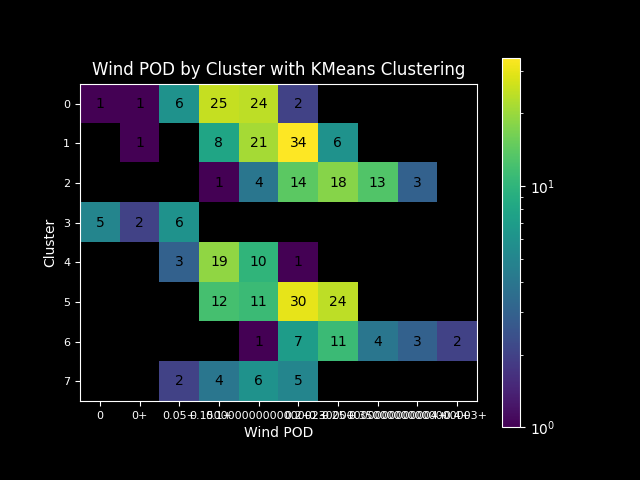 Wind POD by Cluster with KMeans Clustering
0 1 1 6 25 24 2
1 1 8 21 34 6
2 1 4 14 18 13 3
3 5 2 6
4 3 19 10 1
5 12 11 30 24
6 1 7 11 4 3 2
7 2 4 6 5
Cluster
0 0+ 0.05+
Wind POD
10¹
10⁰